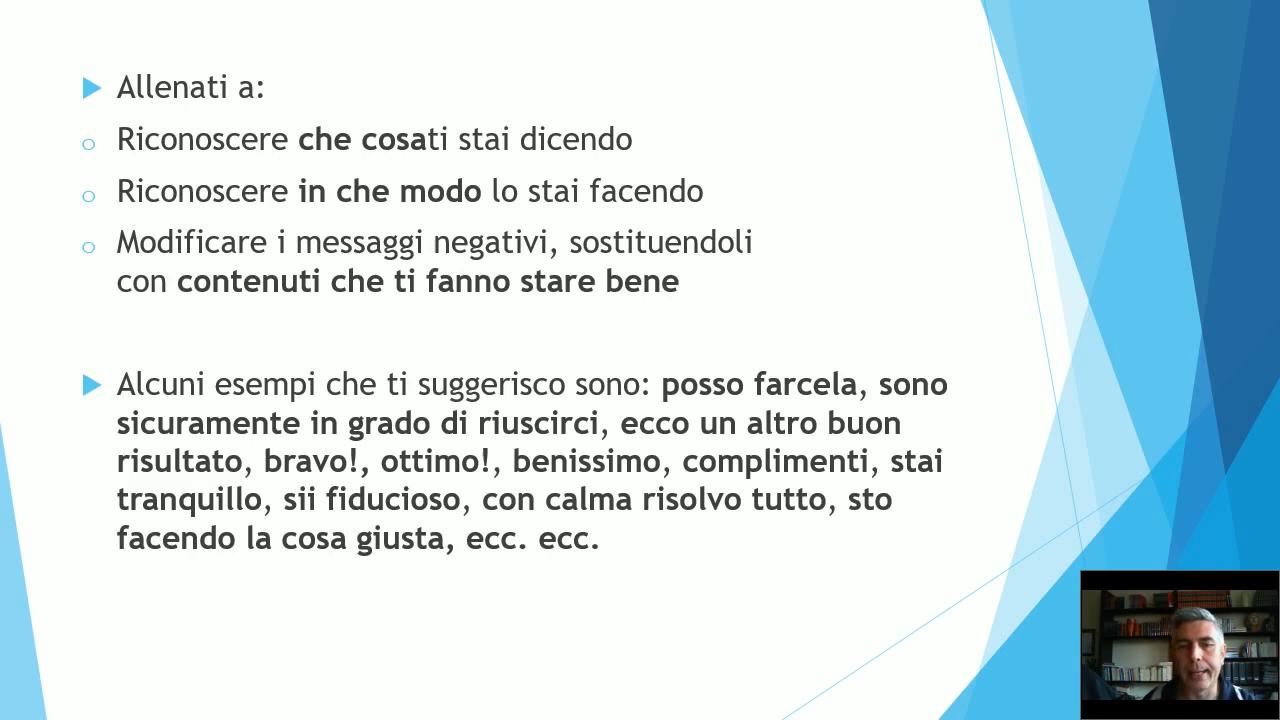 Allenati a:
Riconoscere che cosati stai dicendo
Riconoscere in che modo lo stai facendo
Modificare i messaggi negativi, sostituendoli
con contenuti che ti fanno stare bene
Alcuni esempi che ti suggerisco sono: posso farcela, sono
sicuramente in grado di riuscirci, ecco un altro buon
risultato, bravo!, ottimo!, benissimo, complimenti, stai
tranquillo, sii fiducioso, con calma risolvo tutto, sto
facendo la cosa giusta, ecc. ecc.